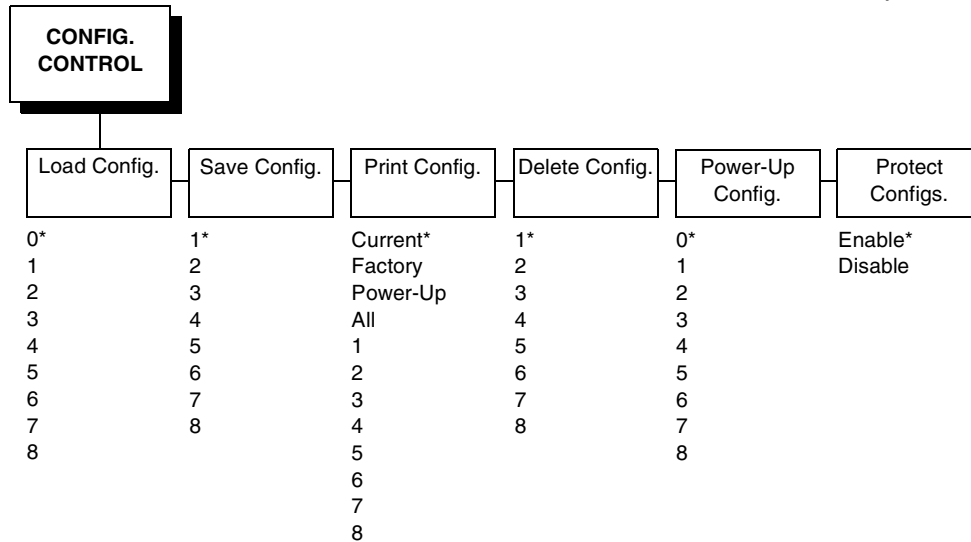 CONFIG.
CONTROL
Load Config.
Save Config.
Print Config.
Delete Config.
Power-Up
Config.
Protect
Configs.
0*
1
2
3
4
5
6
7
8
1*
2
3
4
5
6
7
8
Current*
Factory
Power-Up
All
1
2
3
4
5
6
7
8
1*
2
3
4
5
6
7
8
0*
1
2
3
4
5
6
7
8
Enable*
Disable